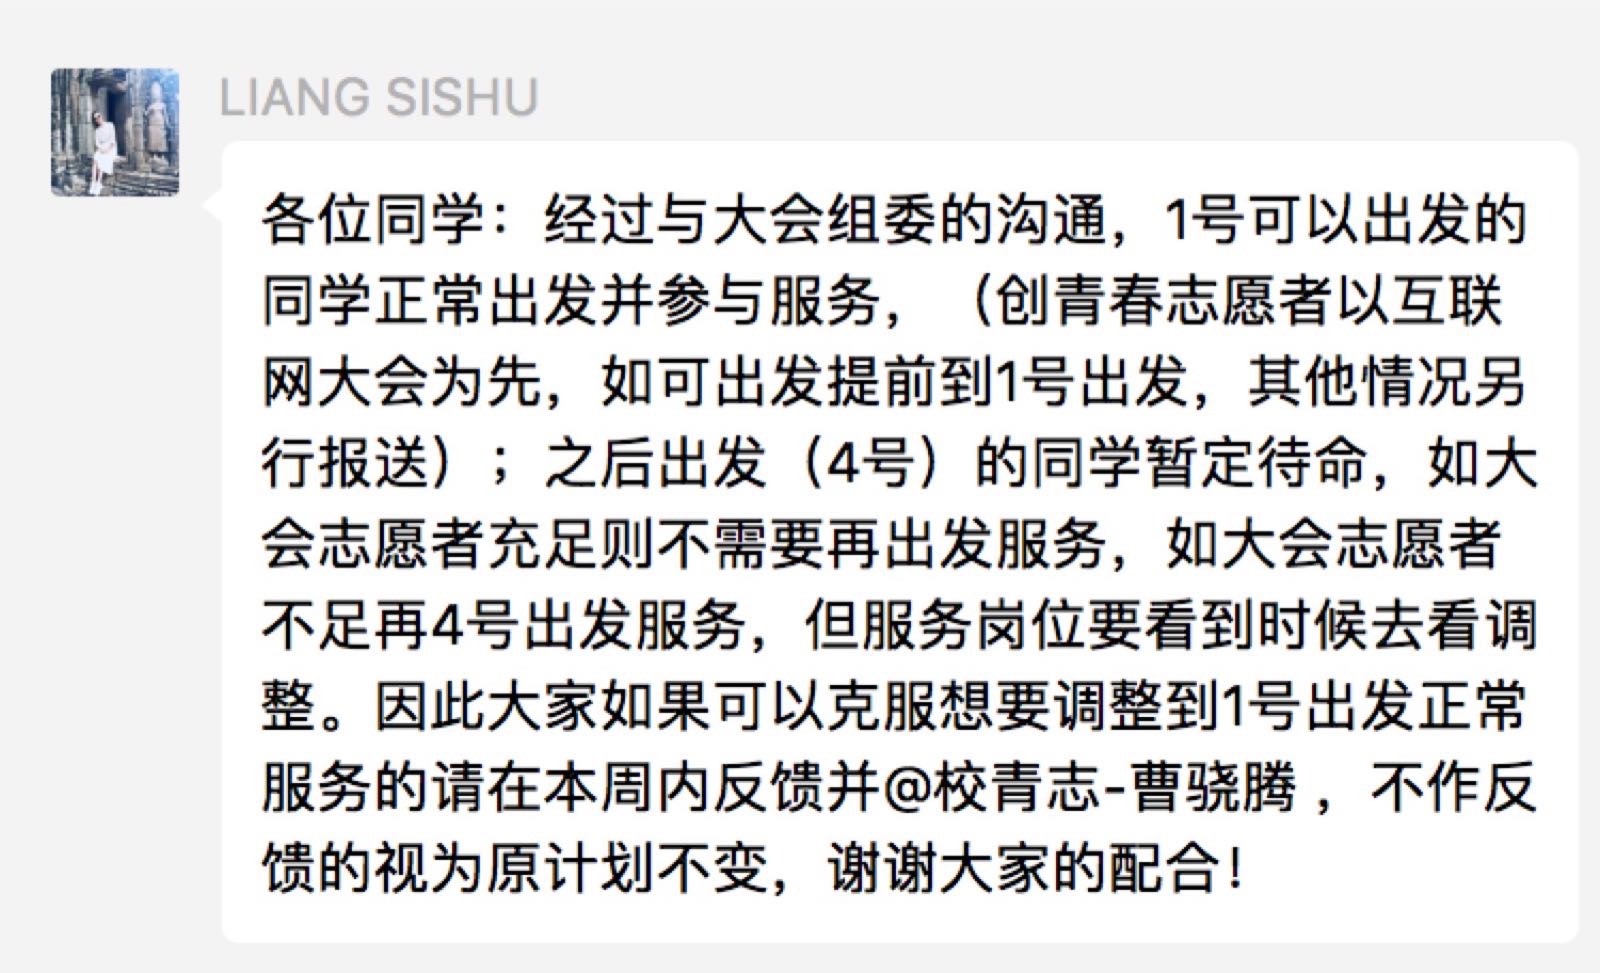 LIANG SISHU
各位同学：经过与大会组委的沟通，1号可以出发的
同学正常出发并参与服务，（创青春志愿者以互联
网大会为先，如可出发提前到1号出发，其他情况另
行报送）；之后出发（4号）的同学暂定待命，如大
会志愿者充足则不需要再出发服务，如大会志愿者
不足再4号出发服务，但服务岗位要看到时候去看调
整。因此大家如果可以克服想要调整到1号出发正常
服务的请在本周内反馈并@校青志-曹骁腾 ，不作反
馈的视为原计划不变，谢谢大家的配合！